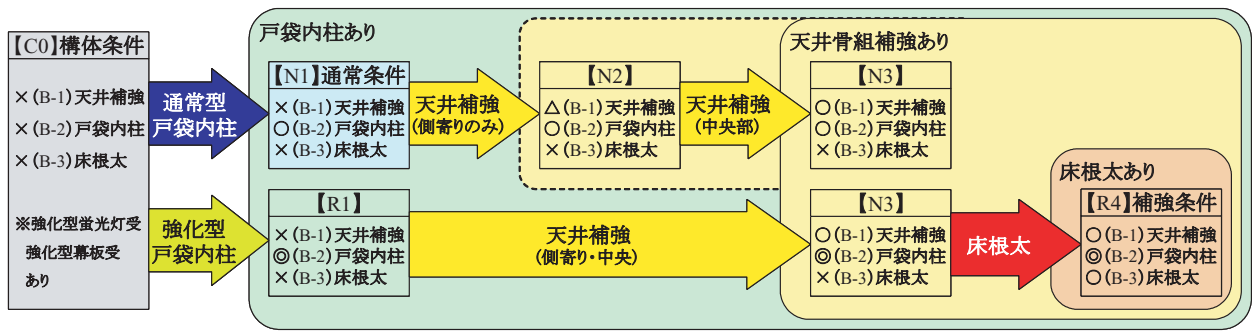 【C0】構体条件
×(B-1)天井補強
×(B-2)戸袋内柱
×(B-3)床根太
※強化型蛍光灯受
強化型幕板受
あり
通常型
戸袋内柱
強化型
戸袋内柱
戸袋内柱あり
【N1】通常条件
×(B-1)天井補強
○(B-2)戸袋内柱
×(B-3)床根太
天井補強
(側寄りのみ)
【N2】
△(B-1)天井補強
○(B-2)戸袋内柱
×(B-3)床根太
天井補強
(中央部)
天井骨組補強あり
【N3】
○(B-1)天井補強
○(B-2)戸袋内柱
×(B-3)床根太
【R1】
×(B-1)天井補強
◎(B-2)戸袋内柱
×(B-3)床根太
天井補強
(側寄り・中央)
【N3】
○(B-1)天井補強
◎(B-2)戸袋内柱
×(B-3)床根太
床根太
床根太あり
【R4】補強条件
○(B-1)天井補強
◎(B-2)戸袋内柱
○(B-3)床根太